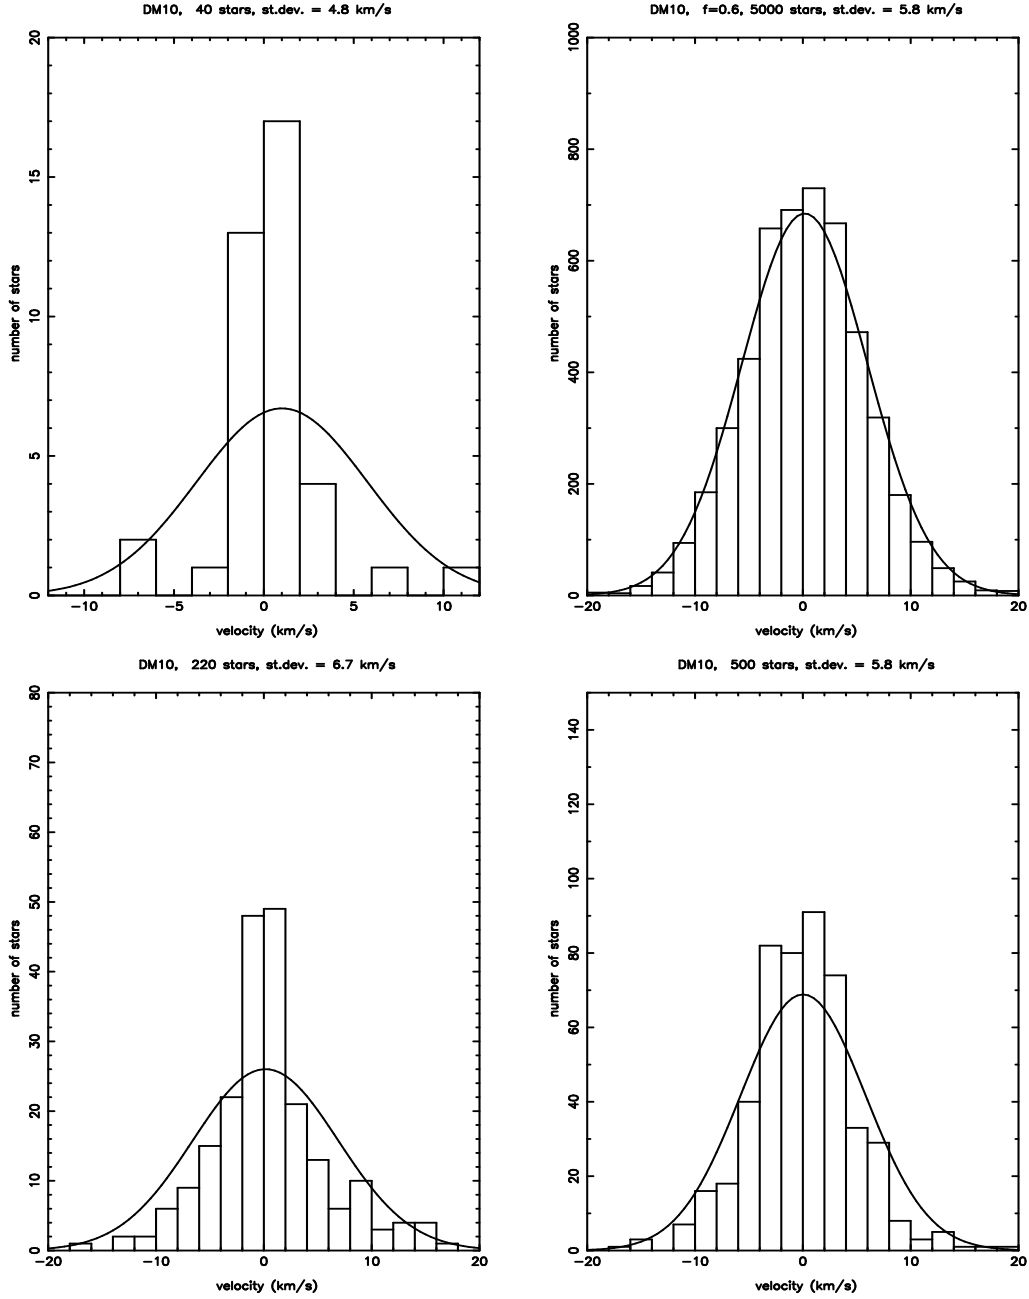 DM10, 40 stars, st.dev. = 4.8 km/s
20
15
10
5
0
number of stars
−10 −5 0 5 10
velocity (km/s)
DM10, f=0.6, 5000 stars, st.dev. = 5.8 km/s
1000
800
600
400
200
0
number of stars
−20 −10 0 10 20
velocity (km/s)
DM10, 220 stars, st.dev. = 6.7 km/s
80
70
60
50
40
30
20
10
0
number of stars
−20 −10 0 10 20
velocity (km/s)
DM10, 500 stars, st.dev. = 5.8 km/s
140
120
100
80
60
40
20
0
number of stars
−20 −10 0 10 20
velocity (km/s)